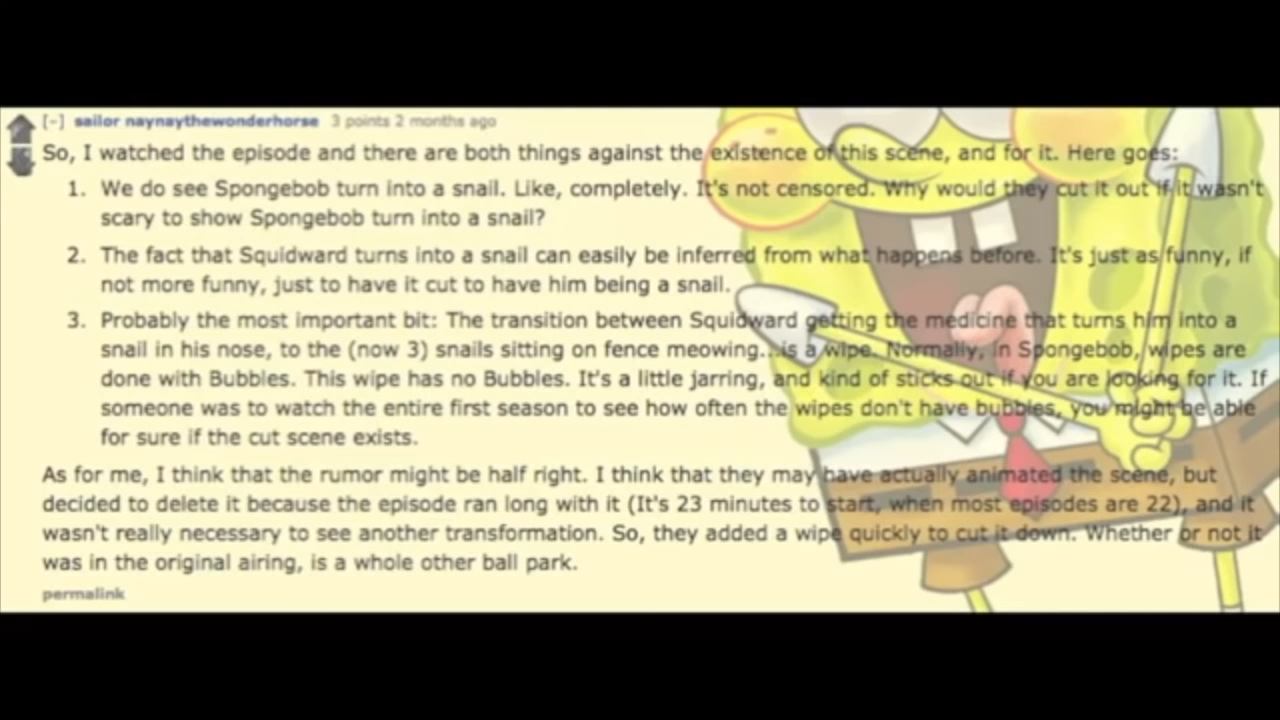 [-] sailor naynaythewonderhorse 3 points 2 months ago
So, I watched the episode and there are both things against the existence of this scene, and for it. Here goes:
1. We do see Spongebob turn into a snail. Like, completely. It's not censored. Why would they cut it out if it wasn't
scary to show Spongebob turn into a snail?
2. The fact that Squidward turns into a snail can easily be inferred from what happens before. It's just as funny, if
not more funny, just to have it cut to have him being a snail.
3. Probably the most important bit: The transition between Squidward getting the medicine that turns him into a
snail in his nose, to the (now 3) snails sitting on fence meowing...is a wipe. Normally, in Spongebob, wipes are
done with Bubbles. This wipe has no Bubbles. It's a little jarring, and kind of sticks out if you are looking for it. If
someone was to watch the entire first season to see how often the wipes don't have bubbles, you might be able
for sure if the cut scene exists.
As for me, I think that the rumor might be half right. I think that they may have actually animated the scene, but
decided to delete it because the episode ran long with it (It's 23 minutes to start, when most episodes are 22), and it
wasn't really necessary to see another transformation. So, they added a wipe quickly to cut it down. Whether or not it
was in the original airing, is a whole other ball park.
permalink